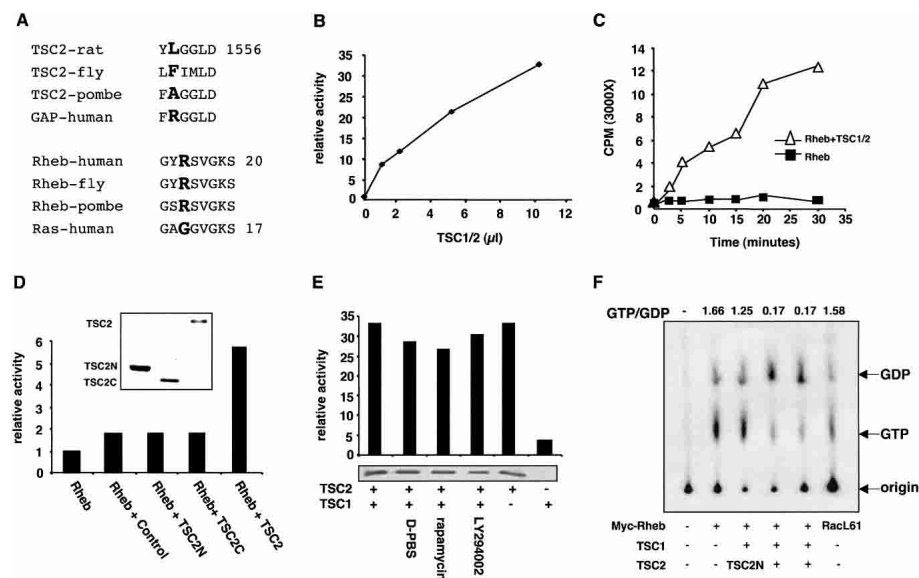 A
TSC2-rat YLGGLD 1556
TSC2-fly LFIMLD
TSC2-pombe FAGGLD
GAP-human FRGGLD
Rheb-human GYRSVGKS 20
Rheb-fly GYRSVGKS
Rheb-pombe GSRSVGKS
Ras-human GAGGVGKS 17
B
relative activity
35
30
25
20
15
10
5
0
0 2 4 6 8 10 12
TSC1/2 (µl)
C
CPM (3000X)
14
12
10
8
6
4
2
0
0 5 10 15 20 25 30 35
Time (minutes)
Rheb+TSC1/2
Rheb
D
relative activity
6
5
4
3
2
1
0
TSC2
TSC2N
TSC2C
Rheb
Rheb + Control
Rheb + TSC2N
Rheb+ TSC2C
Rheb + TSC2
E
relative activity
35
30
25
20
15
10
5
0
TSC2 + + + + + -
TSC1 + + + + - +
D-PBS
rapamycin
LY294002
F
GTP/GDP - 1.66 1.25 0.17 0.17 1.58
GDP
GTP
origin
Myc-Rheb - + + + + RacL61
TSC1 - - + + + -
TSC2 - - TSC2N + + -